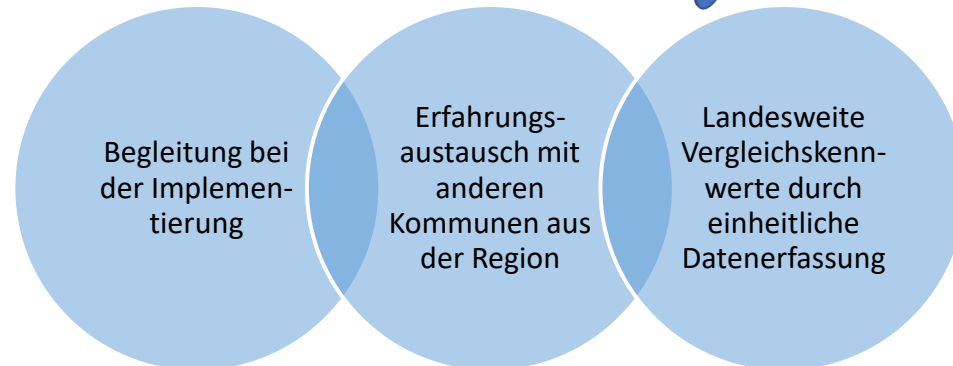 Begleitung bei
der Implemen-
tierung
Erfahrungs-
austausch mit
anderen
Kommunen aus
der Region
Landesweite
Vergleichskenn-
werte durch
einheitliche
Datenerfassung